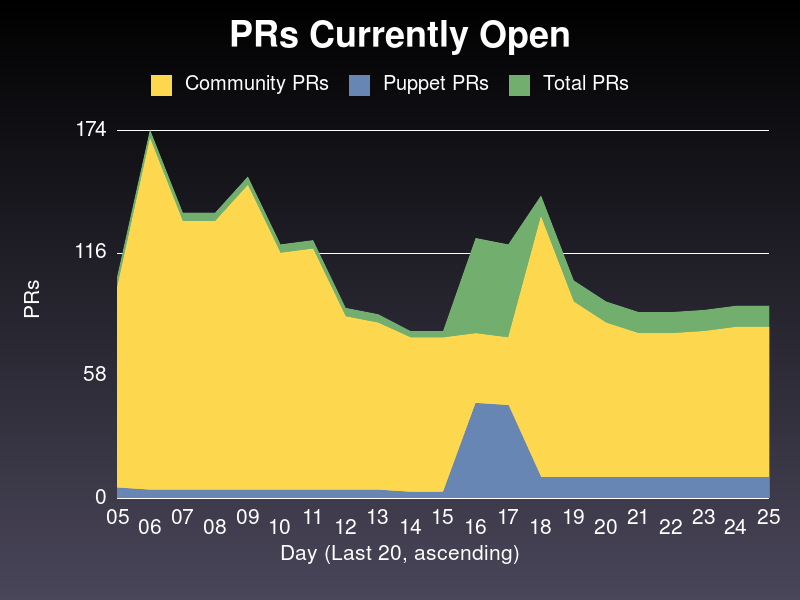 PRs Currently Open
Community PRs Puppet PRs Total PRs
174
116
58
0
PRs
05 06 07 08 09 10 11 12 13 14 15 16 17 18 19 20 21 22 23 24 25
Day (Last 20, ascending)